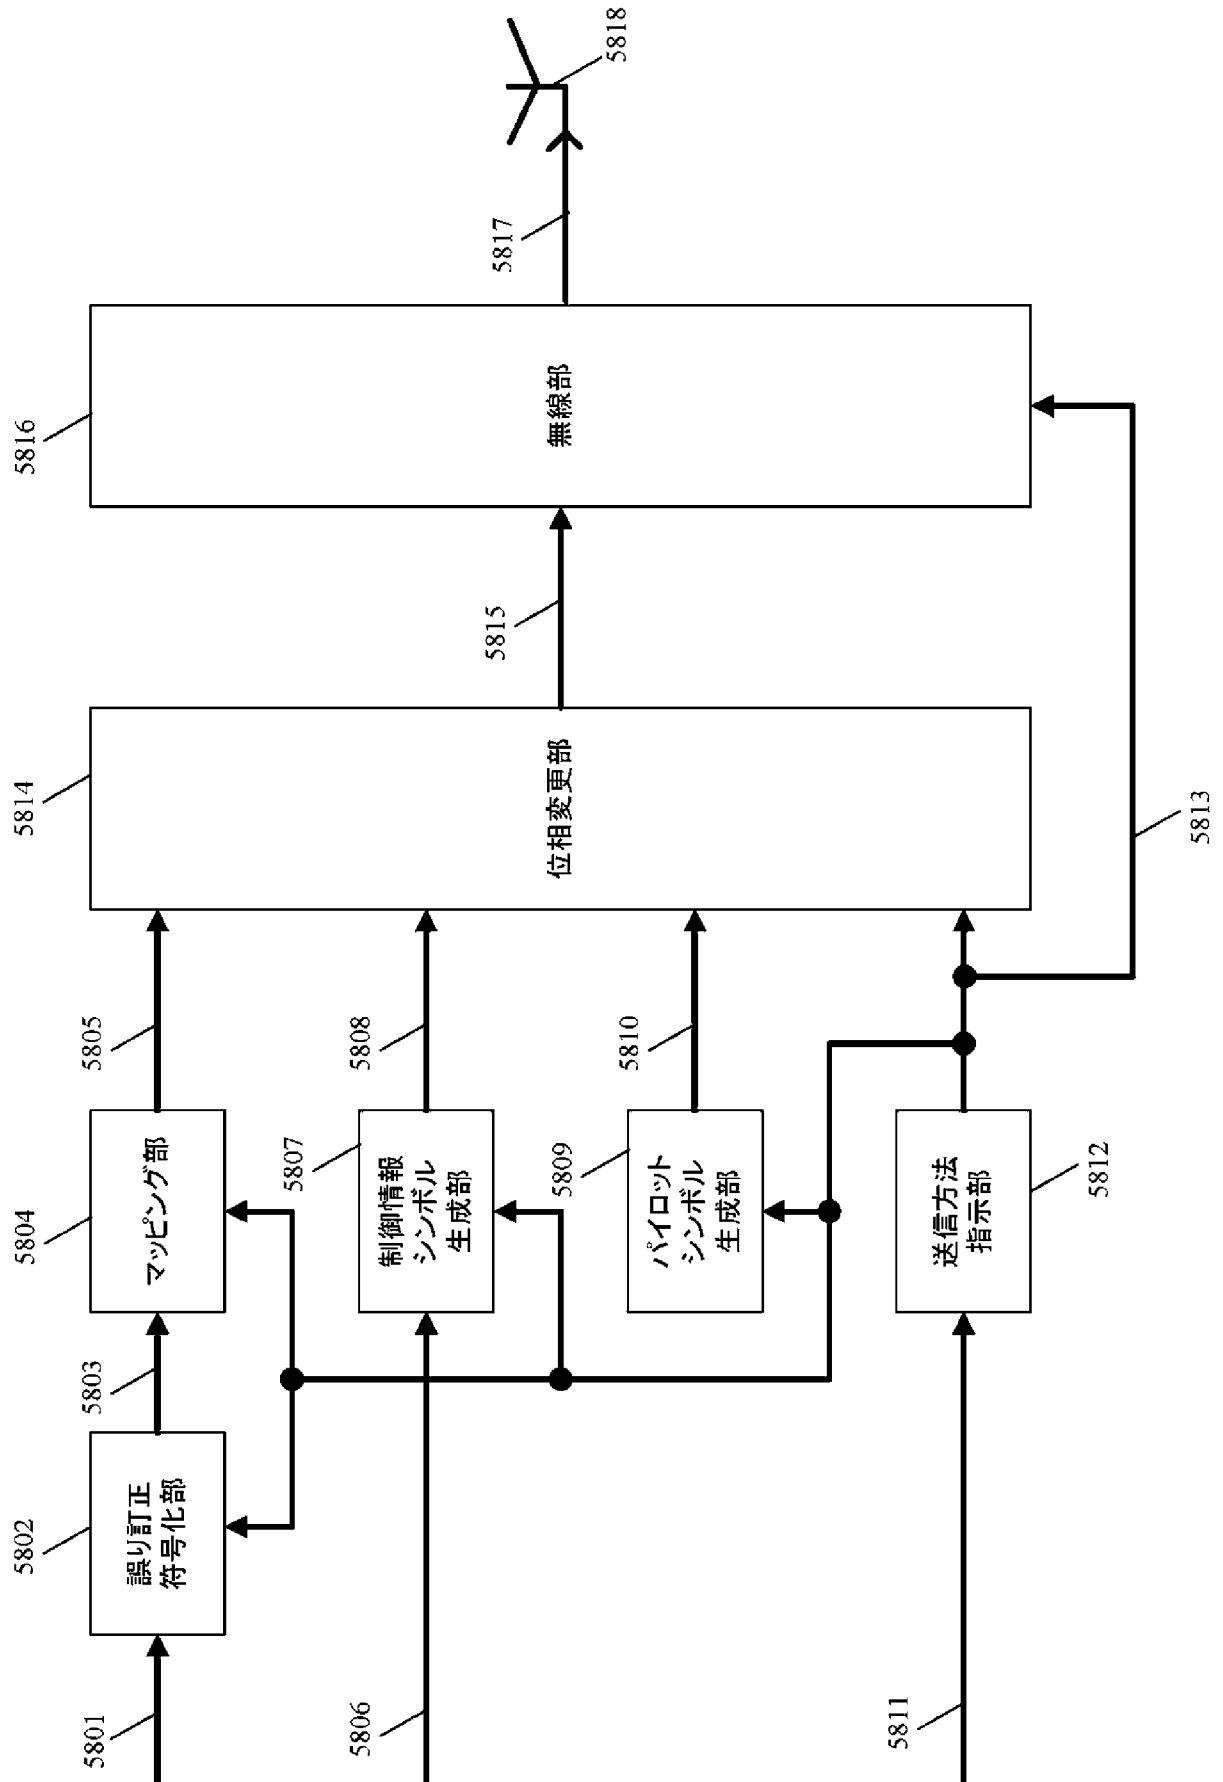 5801
誤り訂正
符号化部
5802
5803
マッピング部
5804
5805
5806
制御情報
シンボル
生成部
5807
5808
パイロット
シンボル
生成部
5809
5810
5811
送信方法
指示部
5812
5813
位相変更部
5814
5815
無線部
5816
5817
5818